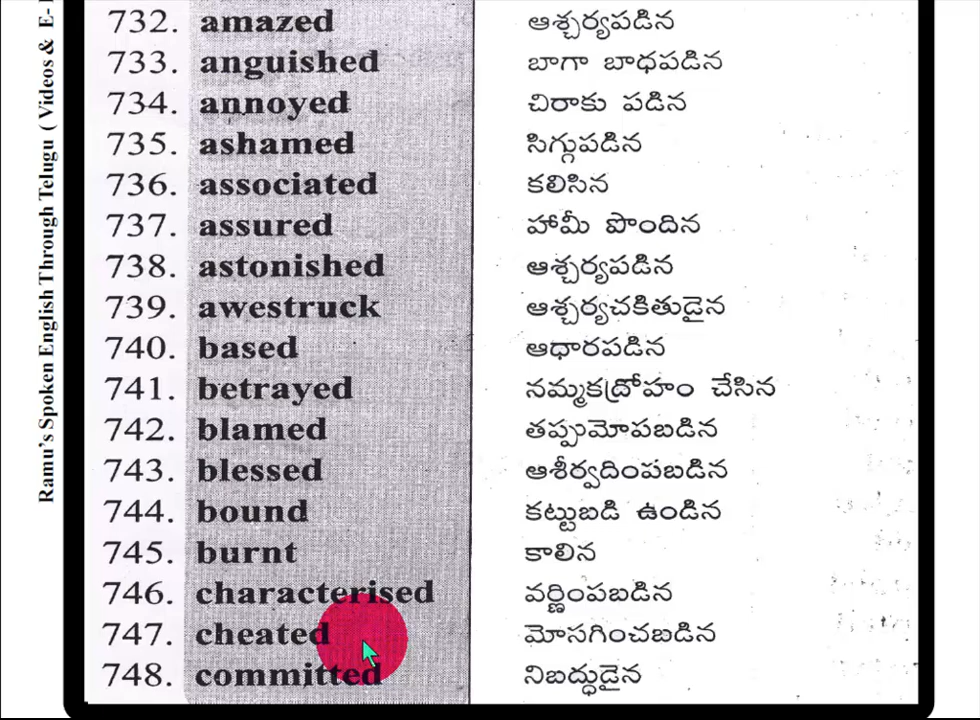 Ramu's Spoken English Through Telugu ( Videos & E-
732. amazed ఆశ్చర్యపడిన
733. anguished బాగా బాధపడిన
734. annoyed చిరాకు పడిన
735. ashamed సిగ్గుపడిన
736. associated కలిసిన
737. assured హామీ పొందిన
738. astonished ఆశ్చర్యపడిన
739. awestruck ఆశ్చర్యచకితుడైన
740. based ఆధారపడిన
741. betrayed నమ్మకద్రోహం చేసిన
742. blamed తప్పుమోపబడిన
743. blessed ఆశీర్వదింపబడిన
744. bound కట్టుబడి ఉండిన
745. burnt కాలిన
746. characterised వర్ణింపబడిన
747. cheated మోసగించబడిన
748. committed నిబద్ధుడైన